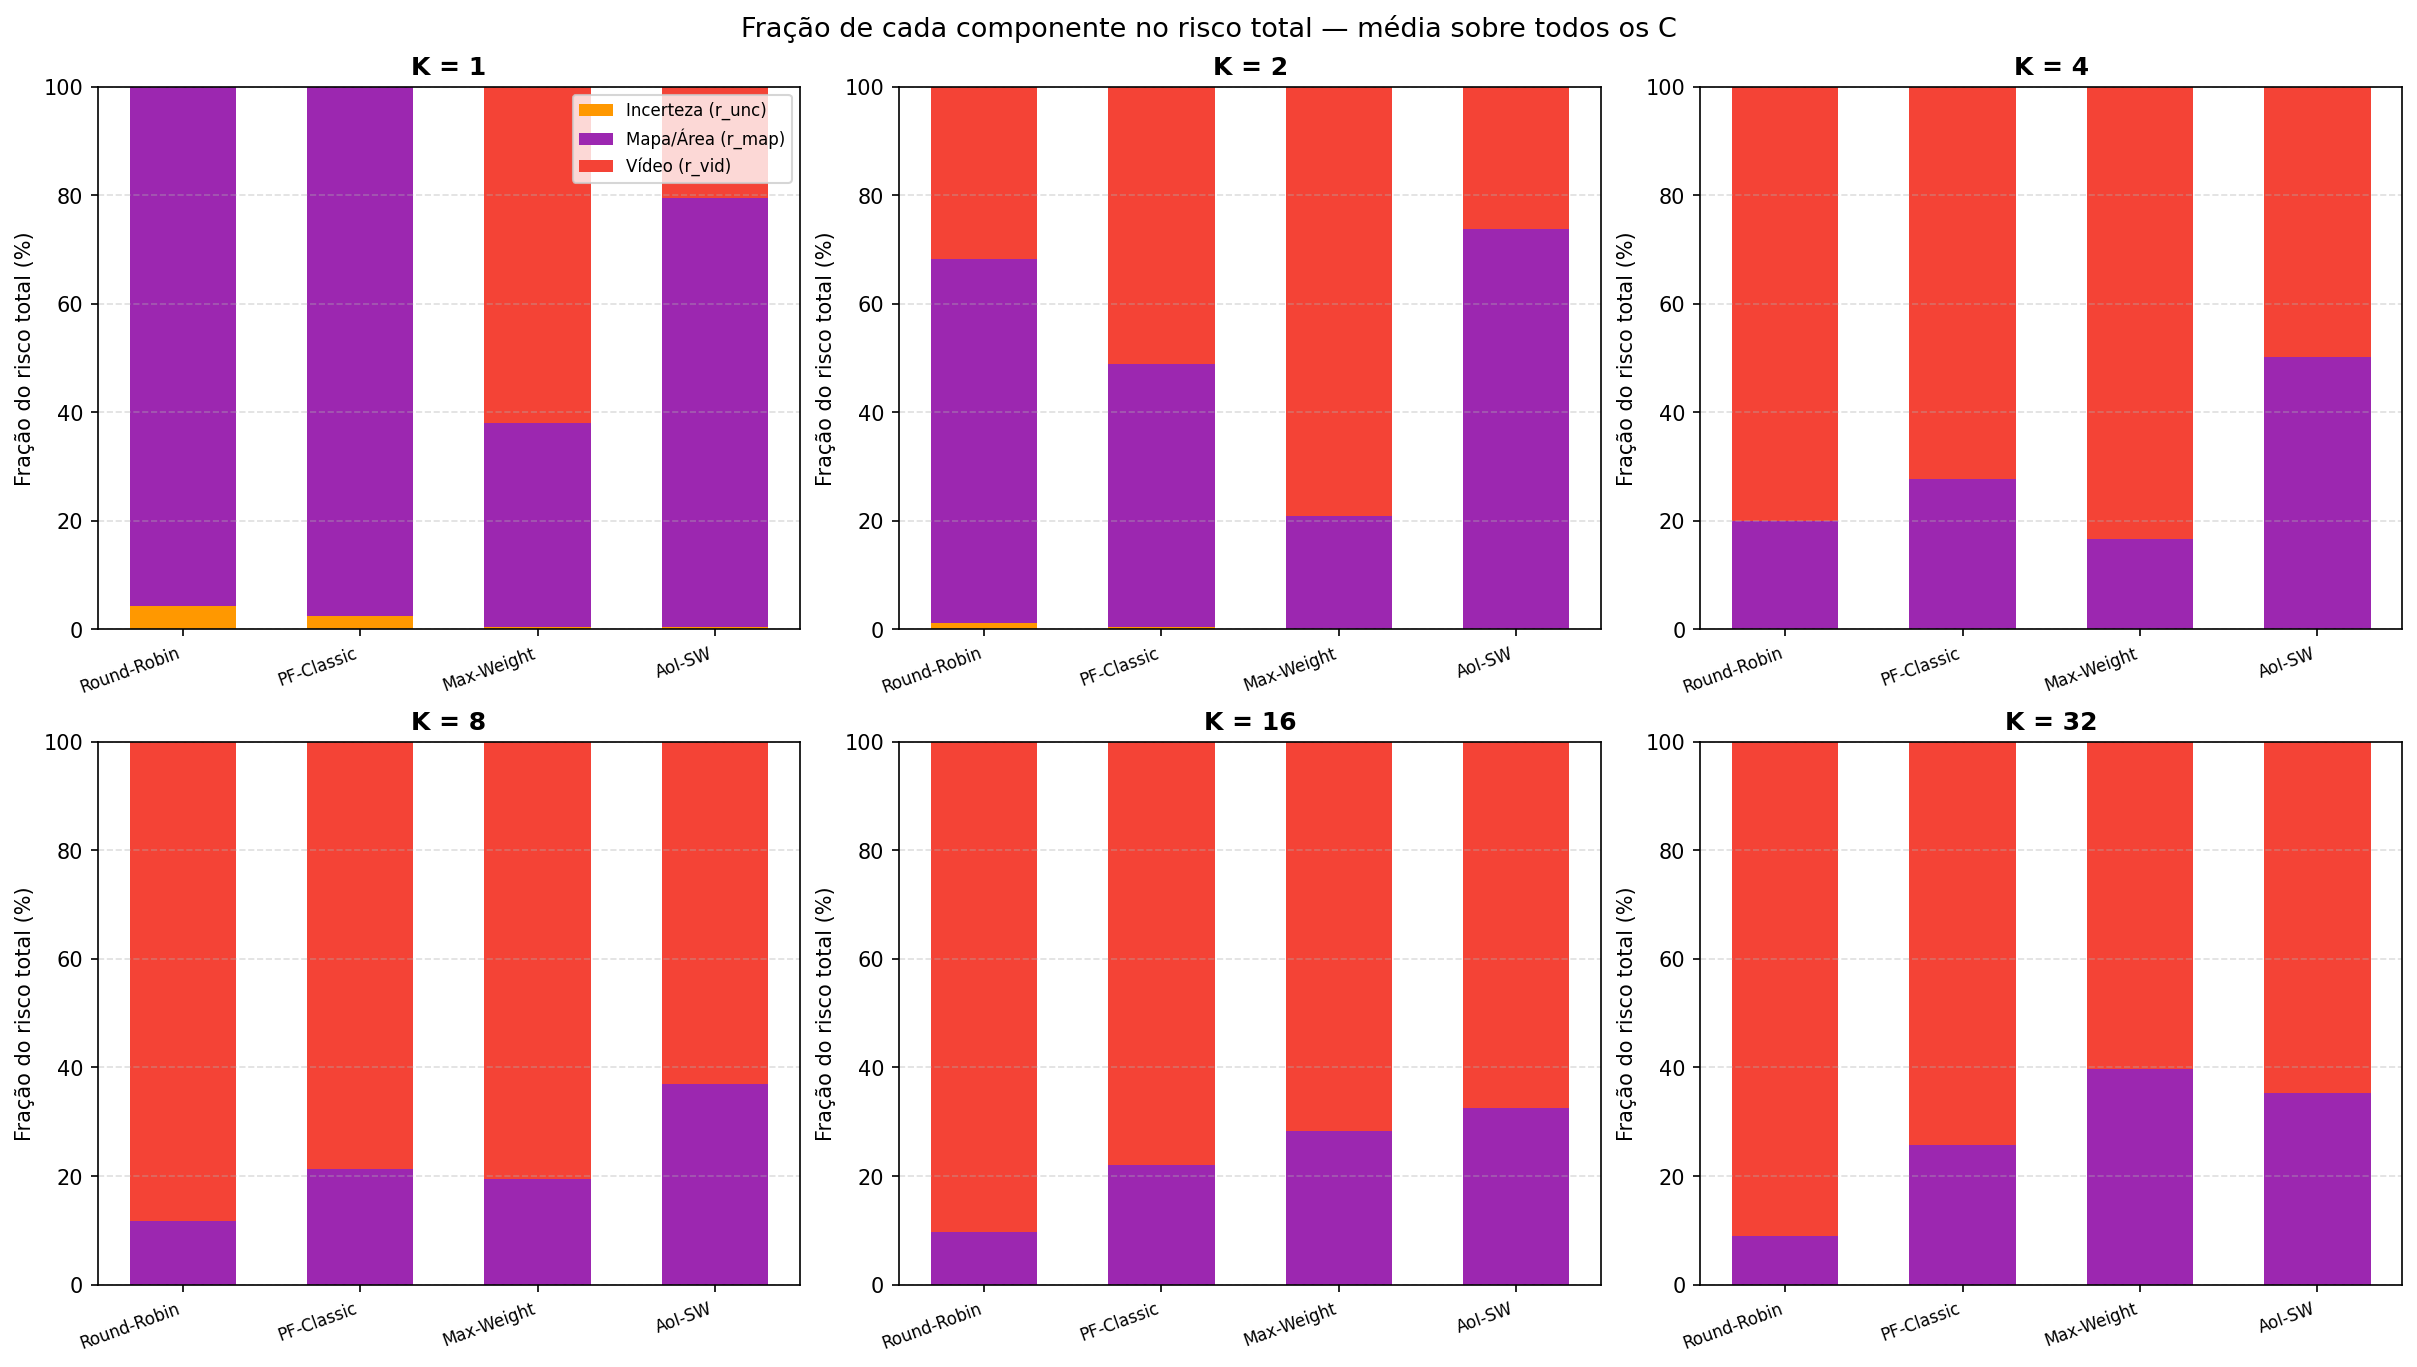 Fração de cada componente no risco total — média sobre todos os C
K = 1
Fração do risco total (%)
100
80
60
40
20
0
Incerteza (r_unc)
Mapa/Área (r_map)
Vídeo (r_vid)
Round-Robin
PF-Classic
Max-Weight
AoI-SW
K = 2
Fração do risco total (%)
100
80
60
40
20
0
Round-Robin
PF-Classic
Max-Weight
AoI-SW
K = 4
Fração do risco total (%)
100
80
60
40
20
0
Round-Robin
PF-Classic
Max-Weight
AoI-SW
K = 8
Fração do risco total (%)
100
80
60
40
20
0
Round-Robin
PF-Classic
Max-Weight
AoI-SW
K = 16
Fração do risco total (%)
100
80
60
40
20
0
Round-Robin
PF-Classic
Max-Weight
AoI-SW
K = 32
Fração do risco total (%)
100
80
60
40
20
0
Round-Robin
PF-Classic
Max-Weight
AoI-SW